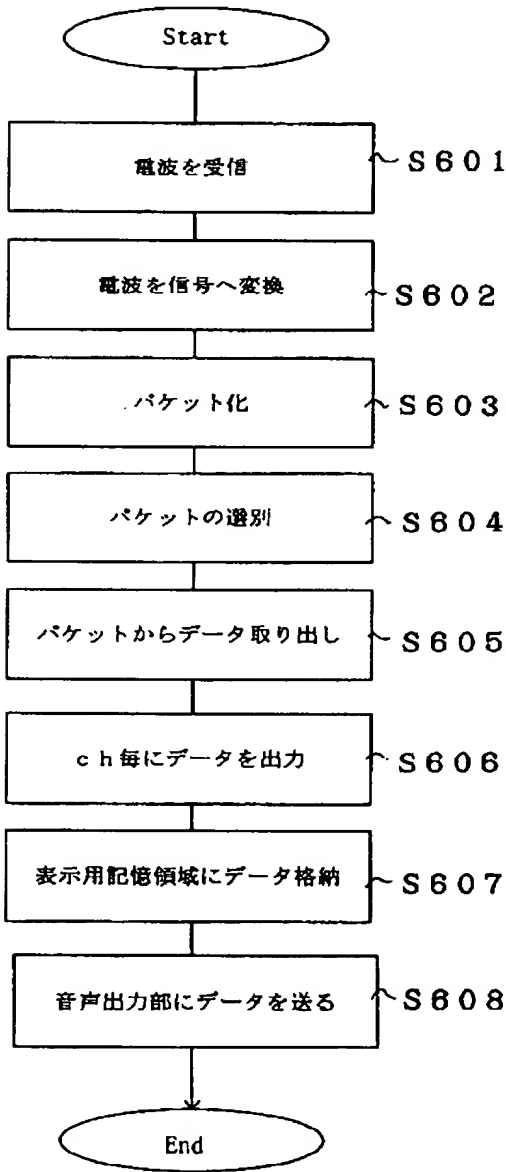 Start
電波を受信 S601
電波を信号へ変換 S602
パケット化 S603
パケットの選別 S604
パケットからデータ取り出し S605
ch毎にデータを出力 S606
表示用記憶領域にデータ格納 S607
音声出力部にデータを送る S608
End